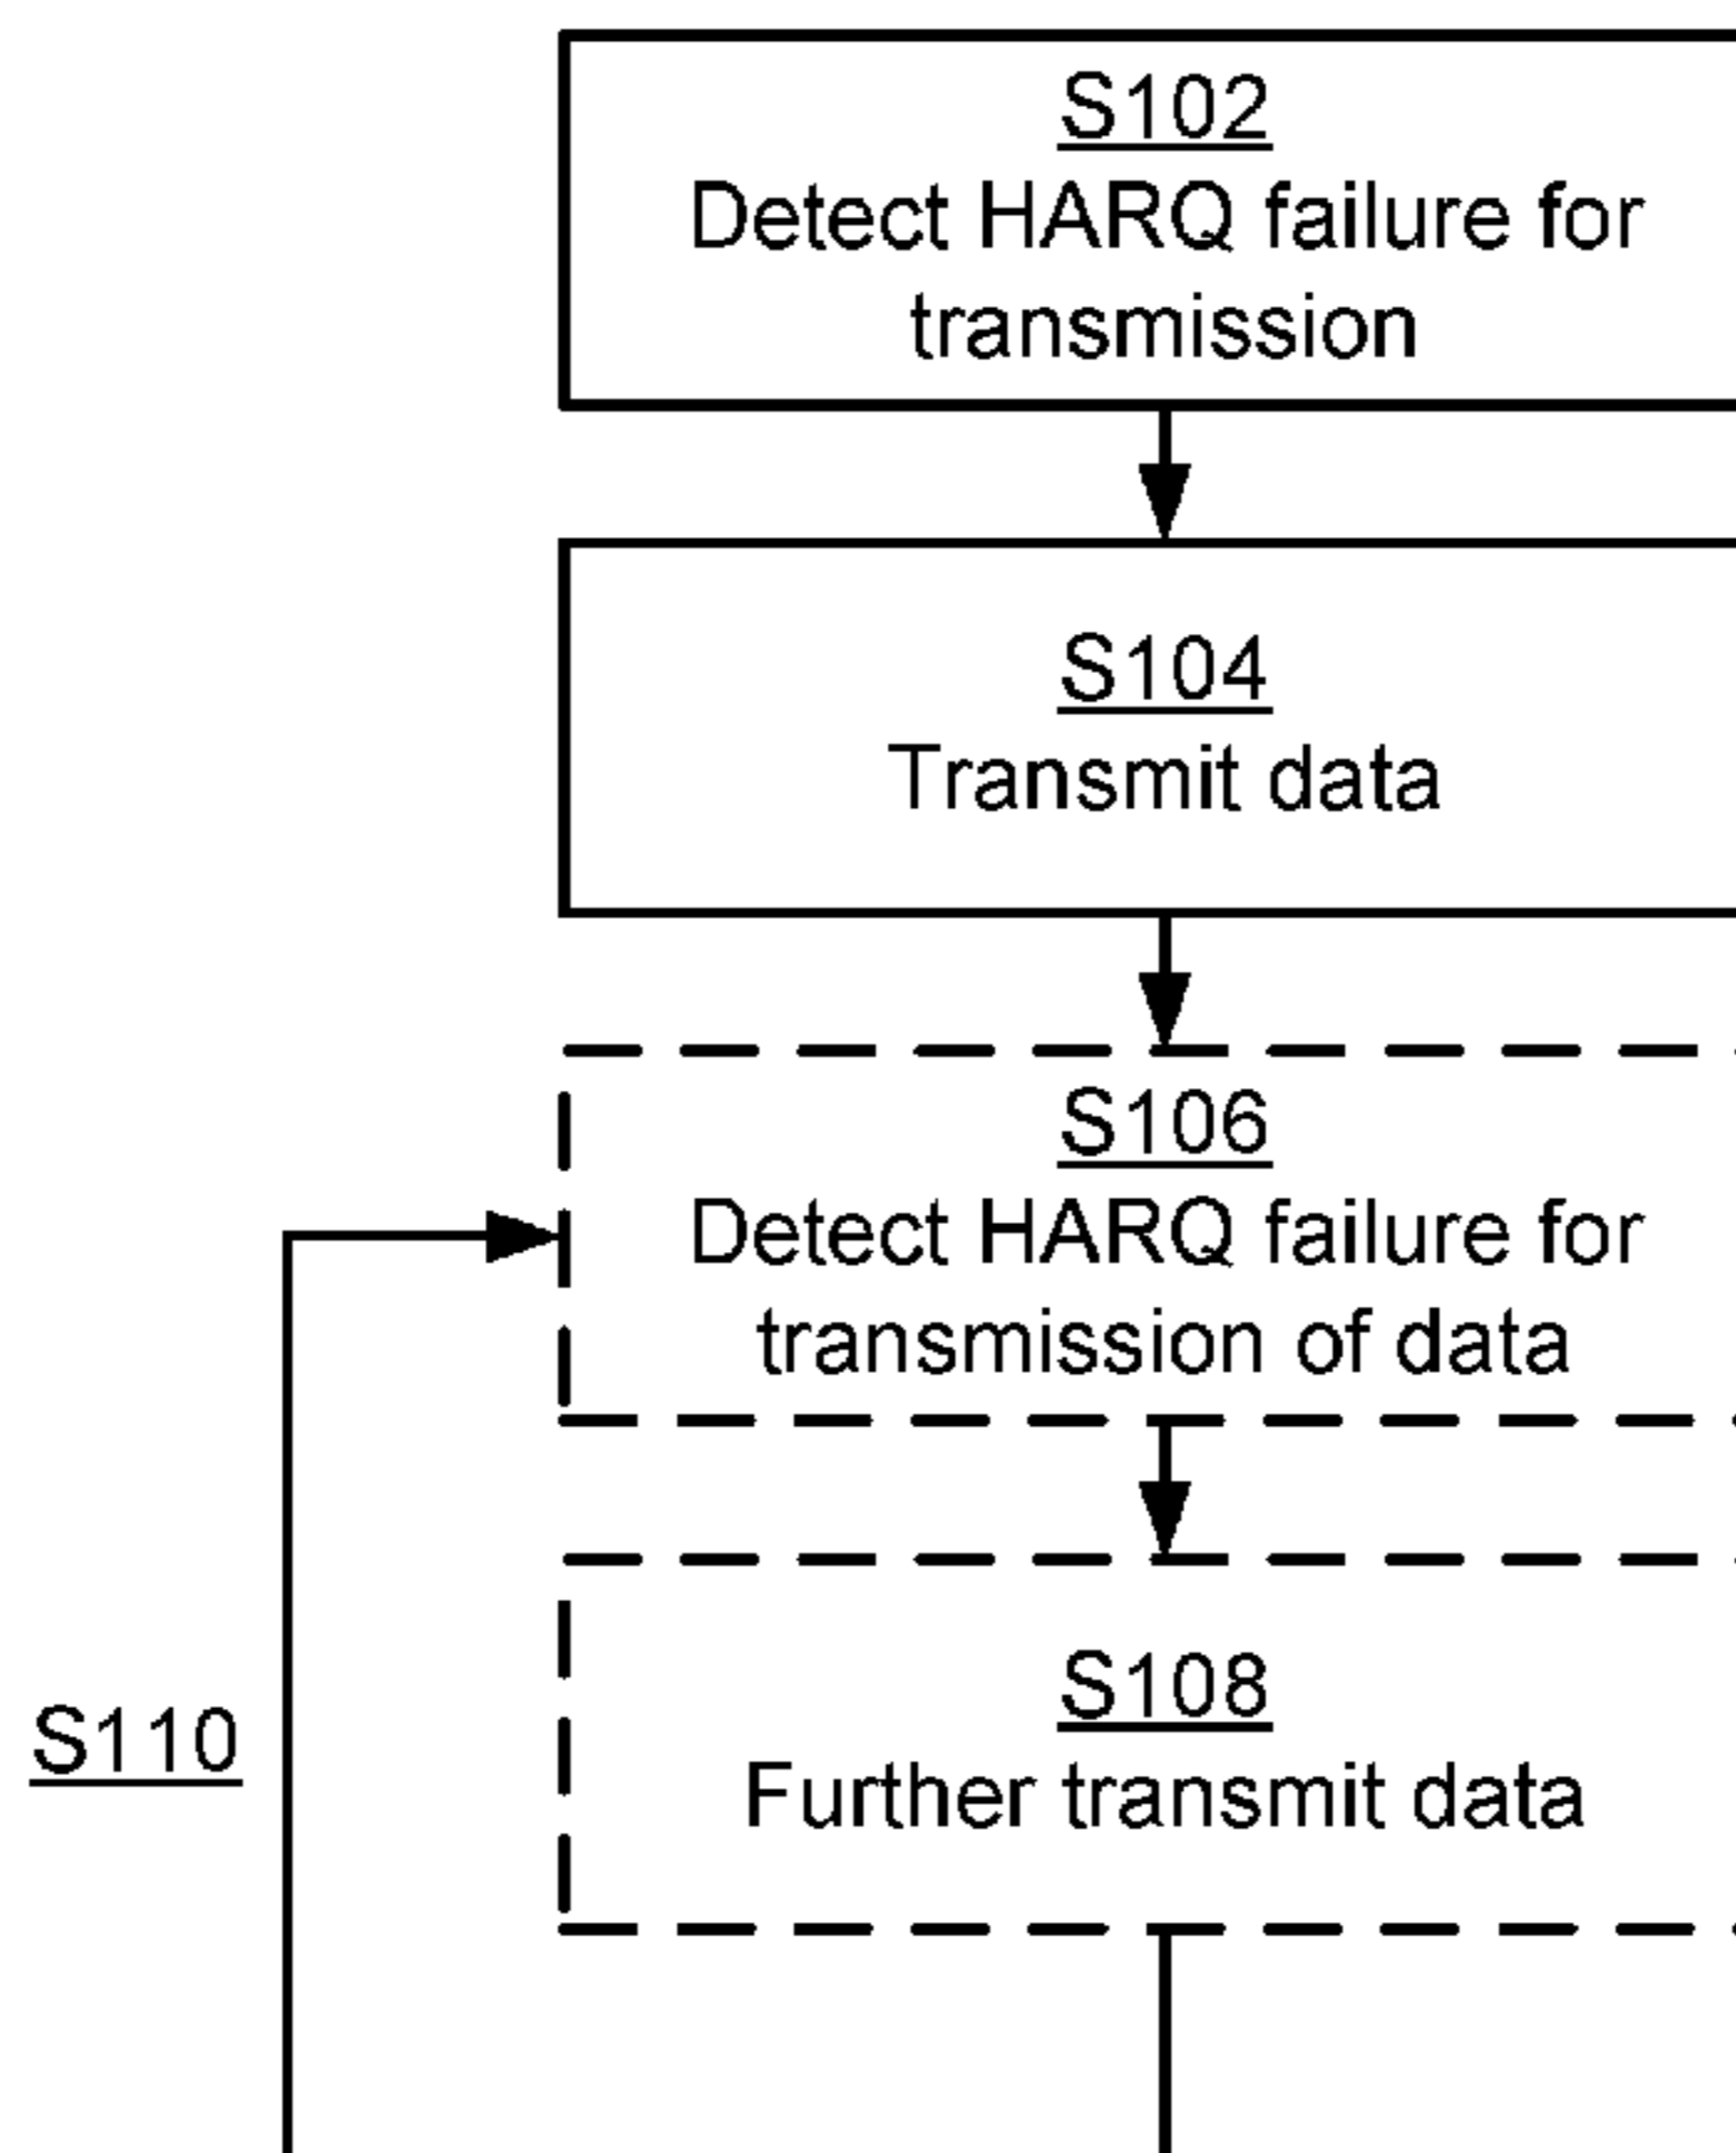 S102
Detect HARQ failure for
transmission
S104
Transmit data
S106
Detect HARQ failure for
transmission of data
S108
Further transmit data
S110